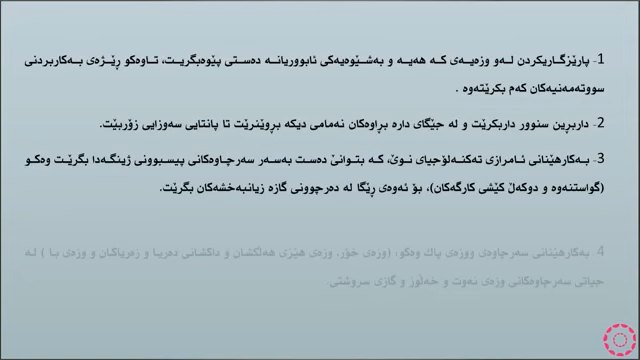 1- پارێزگاریکردن لەو وزەیەی کە هەیە و بەشێوەیەکی ئابووریانە دەستی پێوەبگریت، تاوەکو ڕێژەی بەکاربردنی
سووتەمەنیەکان کەم بکرێتەوە .
2- داربڕین سنوور داربکرێت و لە جێگای دارە بڕاوەکان نەمامی دیکە بڕوێنرێت تا پانتایی سەوزایی زۆربێت.
3- بەکارهێنانی ئامرازی تەکنەلۆجیای نوێ، کە بتوانێ دەست بەسەر سەرچاوەکانی پیسبوونی ژینگەدا بگرێت وەکو
(گواستنەوە و دوکەڵ کێشی کارگەکان)، بۆ ئەوەی ڕێگا لە دەرچوونی گازە زیانبەخشەکان بگرێت.
4- بەکارهێنانی سەرچاوەی ووزەی پاک وەکو، (وزەی خۆر، وزەی هێزی هەڵکشان و داکشانی دەریا و زەریاکان و وزەی با ) لە
جیاتی سەرچاوەکانی وزەی نەوت و خەڵوز و گازی سروشتی.